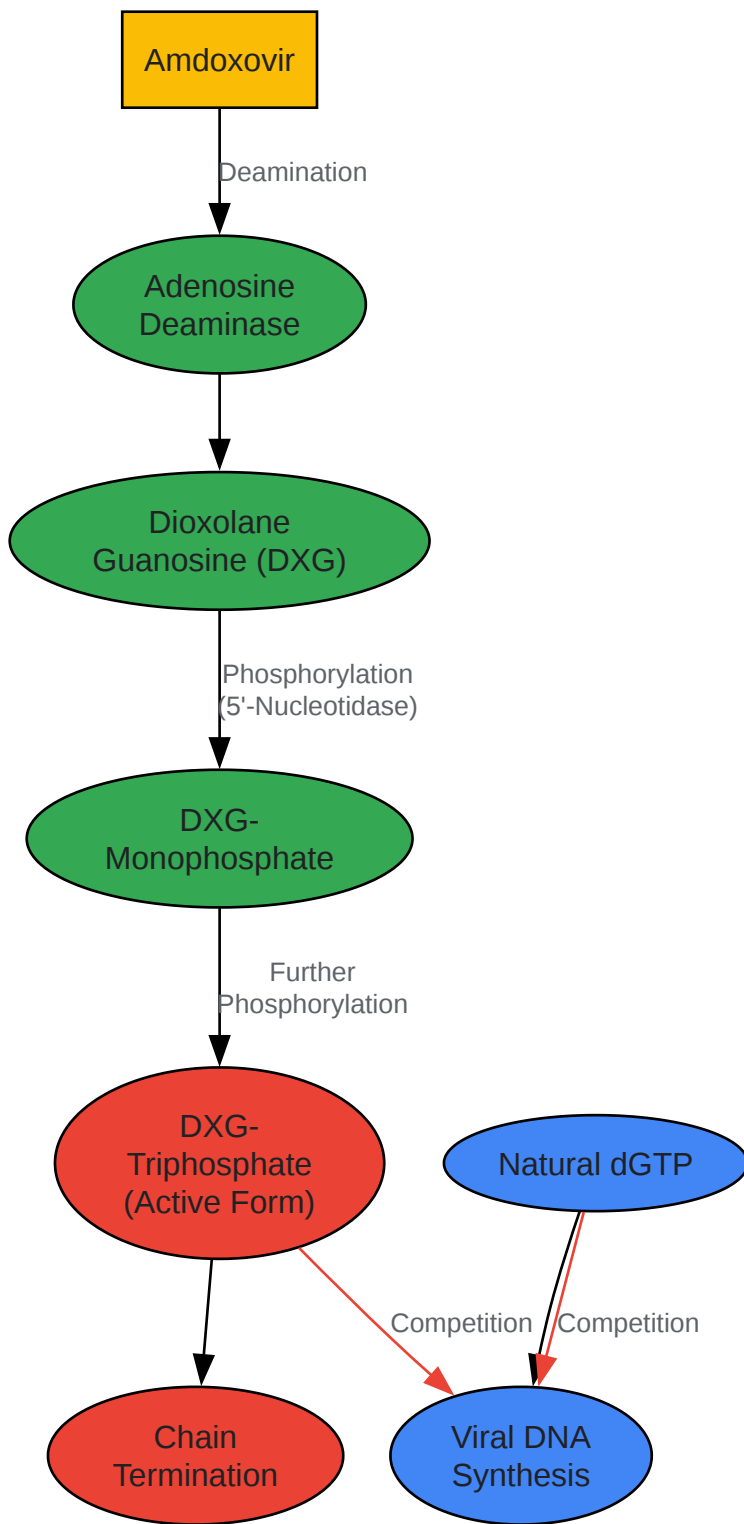 Amdoxovir
Deamination
Adenosine
Deaminase
Dioxolane
Guanosine (DXG)
Phosphorylation
(5'-Nucleotidase)
DXG-
Monophosphate
Further
Phosphorylation
DXG-
Triphosphate
(Active Form)
Natural dGTP
Competition
Competition
Chain
Termination
Viral DNA
Synthesis